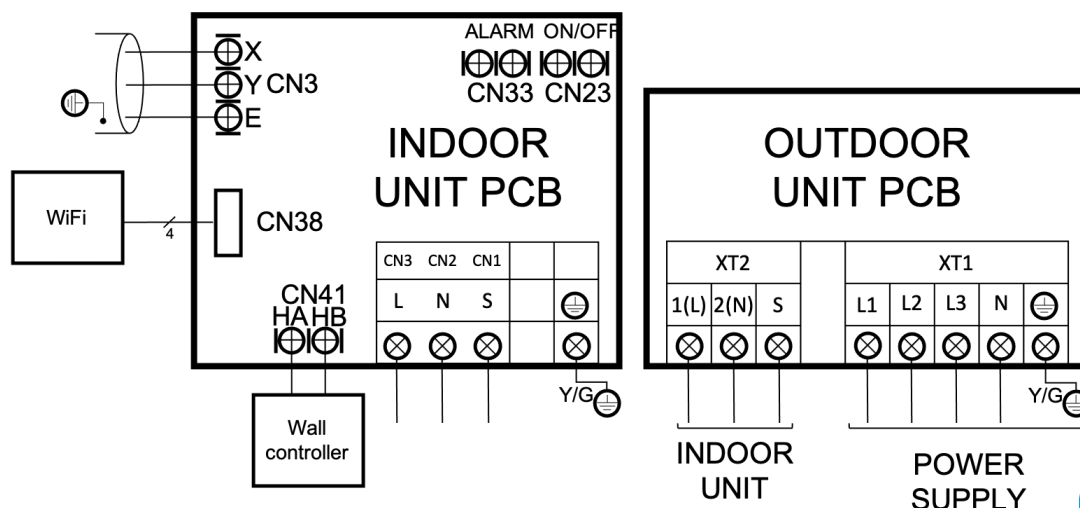 ALARM ON/OFF
CN33 CN23
X
Y CN3
E
INDOOR
UNIT PCB
WiFi
4
CN38
CN41
HA HB
CN3 CN2 CN1
L N S
Y/G
Wall
controller
OUTDOOR
UNIT PCB
XT2 XT1
1(L) 2(N) S L1 L2 L3 N
Y/G
INDOOR
UNIT
POWER
SUPPLY